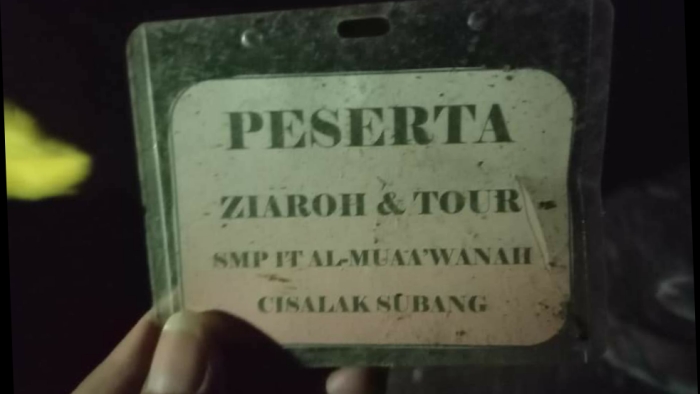 PESERTA
ZIAROH & TOUR
SMP IT AL-MUAA'WANAH
CISALAK SUBANG